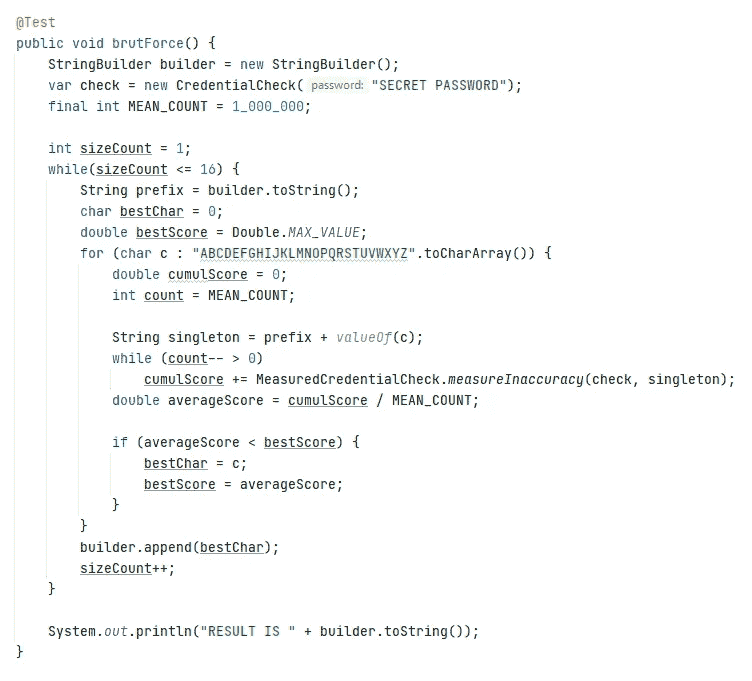 @Test
public void brutForce() {
StringBuilder builder = new StringBuilder();
var check = new CredentialCheck( password: "SECRET PASSWORD");
final int MEAN_COUNT = 1_000_000;
int sizeCount = 1;
while(sizeCount <= 16) {
String prefix = builder.toString();
char bestChar = 0;
double bestScore = Double.MAX_VALUE;
for (char c : "ABCDEFGHIJKLMNOPQRSTUVWXYZ".toCharArray()) {
double cumulScore = 0;
int count = MEAN_COUNT;
String singleton = prefix + valueOf(c);
while (count-- > 0)
cumulScore += MeasuredCredentialCheck.measureInaccuracy(check, singleton);
double averageScore = cumulScore / MEAN_COUNT;
if (averageScore < bestScore) {
bestChar = c;
bestScore = averageScore;
}
}
builder.append(bestChar);
sizeCount++;
}
System.out.println("RESULT IS " + builder.toString());
}